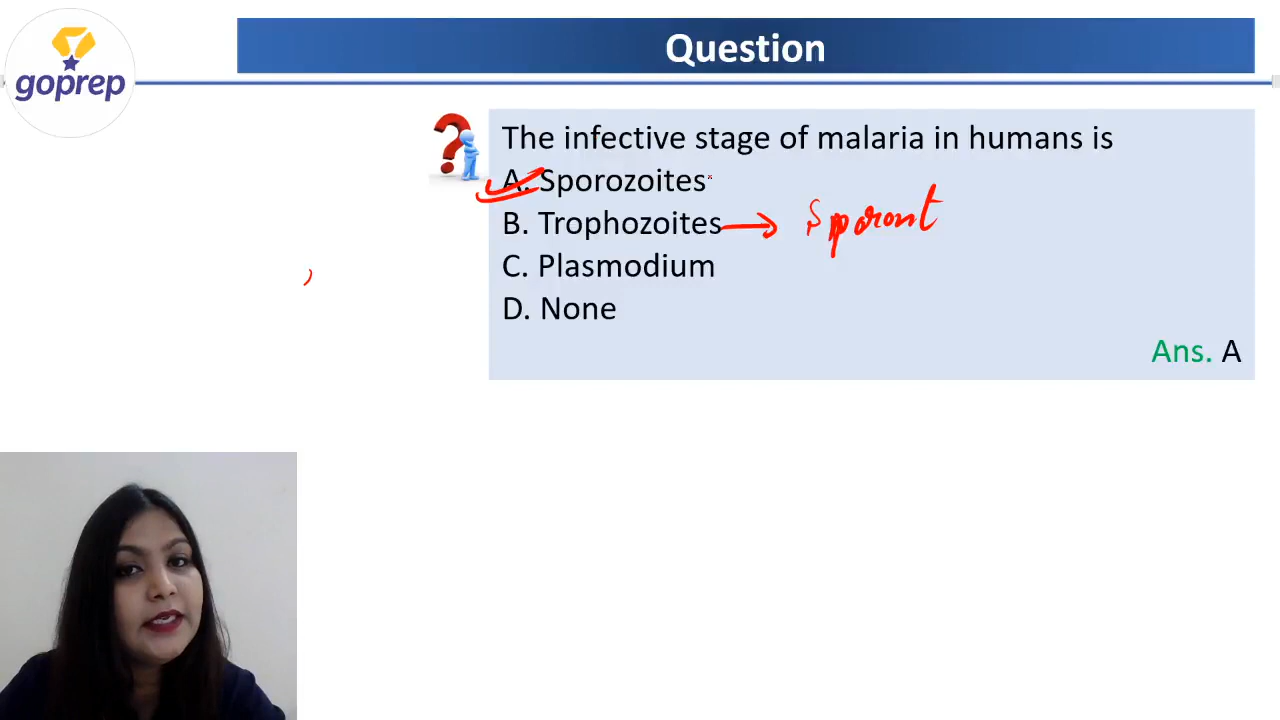 goprep
Question
The infective stage of malaria in humans is
A. Sporozoites
B. Trophozoites → Sporont
C. Plasmodium
D. None
Ans. A